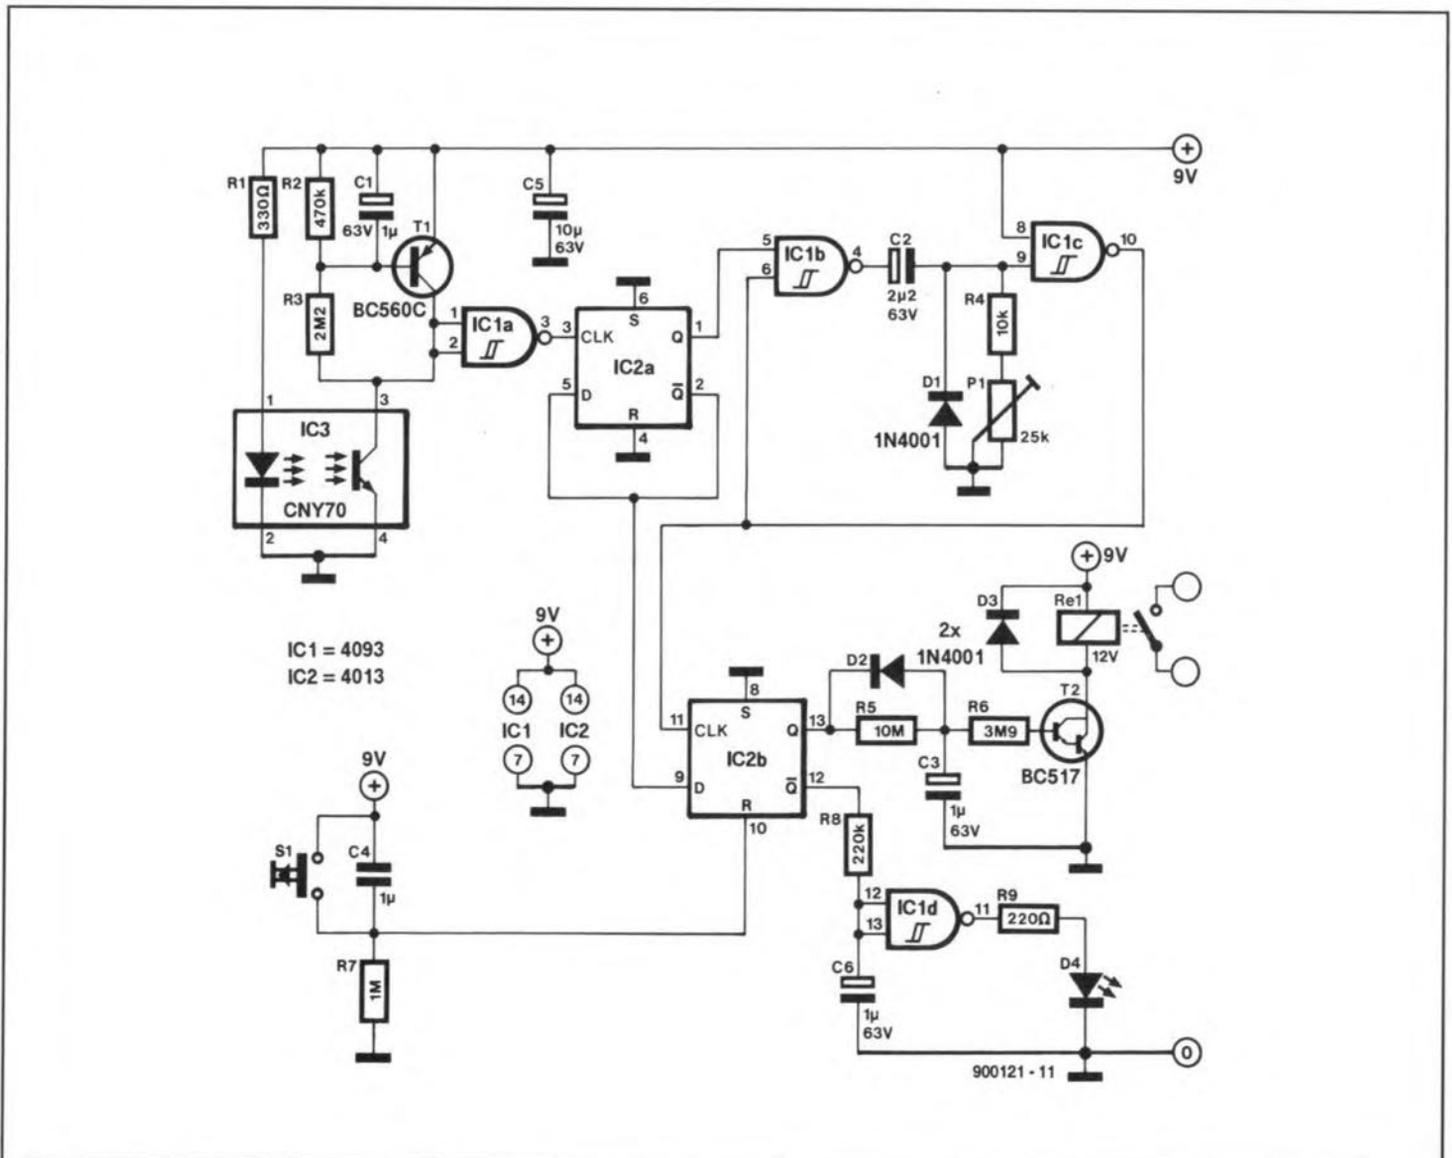 9V
R1
330Ω
R2
470k
C1
63V
1µ
T1
BC560C
C5
10µ
63V
R3
2M2
1
2
IC1a
3
3
CLK
6
S
Q
1
IC2a
5
D
Q
2
R
4
5
6
IC1b
4
C2
2µ2
63V
8
9
IC1c
10
R4
10k
D1
1N4001
P1
25k
1
3
IC3
CNY70
2
4
IC1 = 4093
IC2 = 4013
9V
14
14
IC1
IC2
7
7
9V
D3
Re1
12V
2x
1N4001
D2
8
S
11
CLK
Q
13
R5
10M
R6
3M9
T2
BC517
IC2b
9
D
Q
12
R
10
C3
1µ
63V
R8
220k
9V
S1
C4
1µ
R7
1M
12
13
IC1d
11
R9
220Ω
C6
1µ
63V
D4
0
900121 - 11